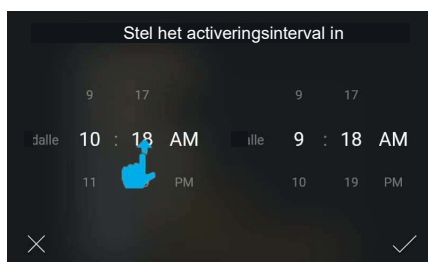 Stel het activeringsinterval in
9 17 9 17
dalle 10 : 18 AM alle 9 : 18 AM
11 PM 10 19 PM